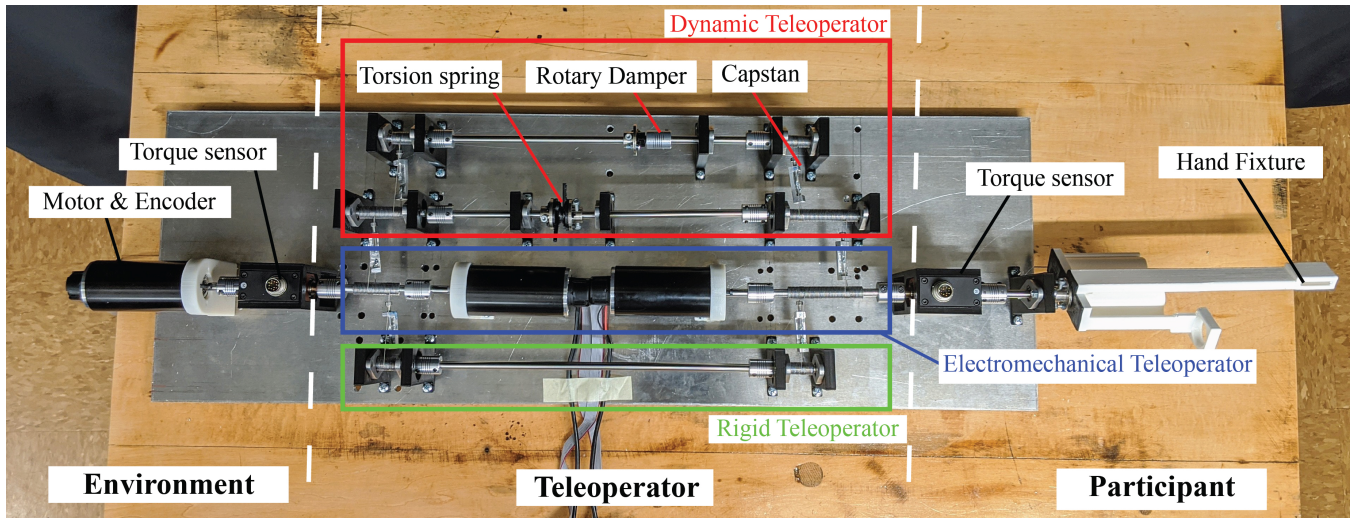 Dynamic Teleoperator
Torsion spring
Rotary Damper
Capstan
Torque sensor
Motor & Encoder
Torque sensor
Hand Fixture
Electromechanical Teleoperator
Rigid Teleoperator
Environment
Teleoperator
Participant